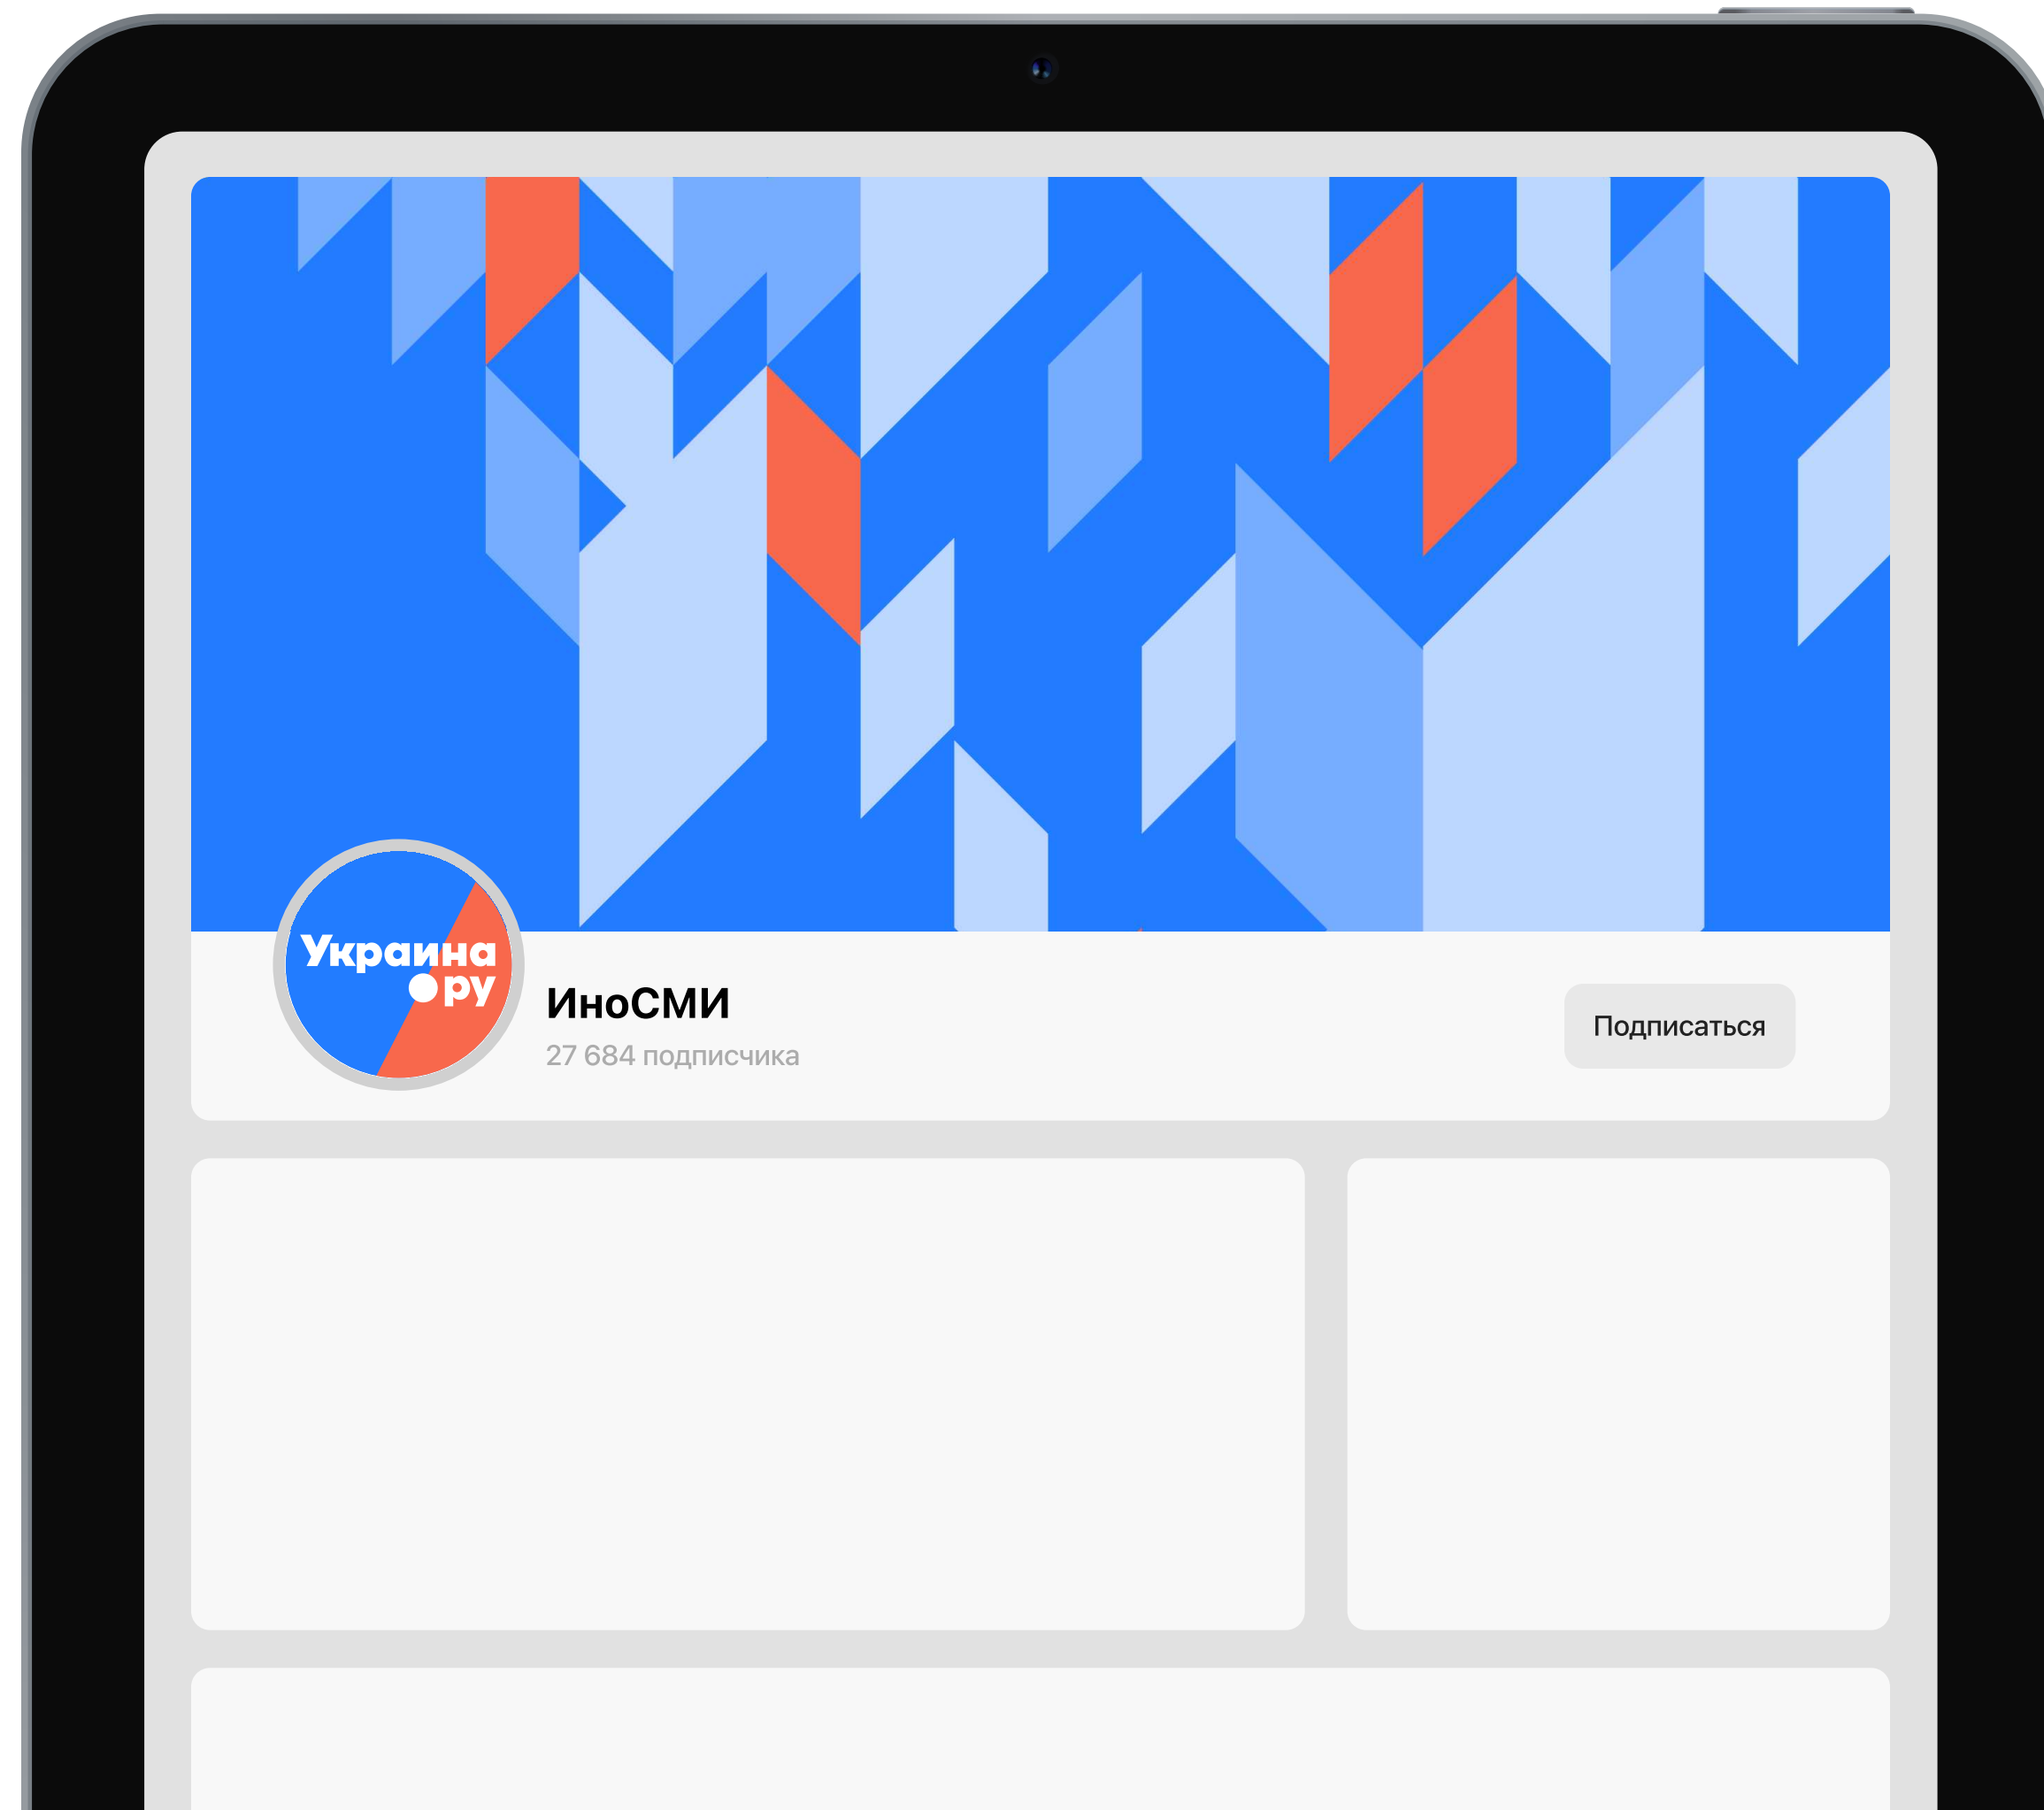 Украина
.ру
ИноСМИ
27 684 подписчика
Подписаться